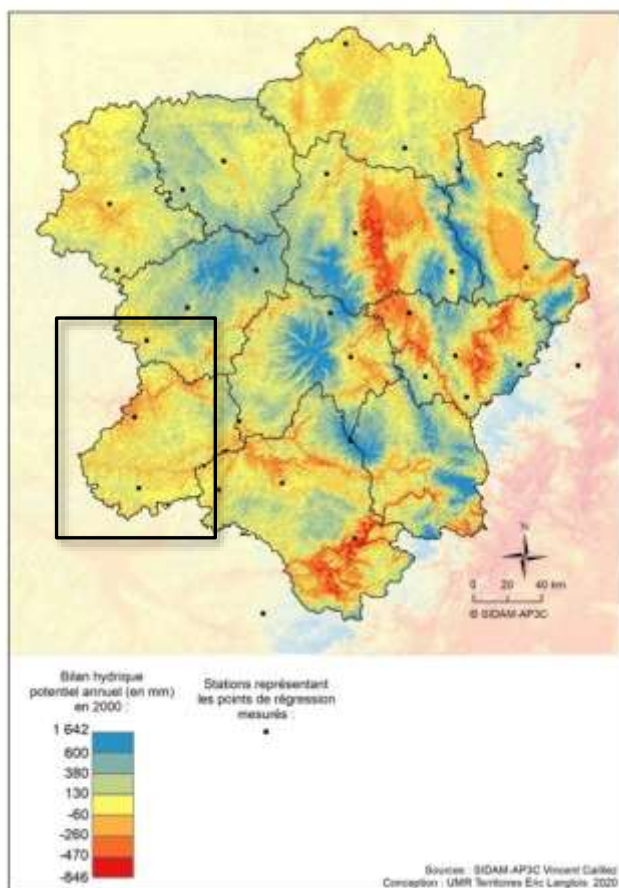 N
0 20 40 km
© SIDAM-AP3C
Bilan hydrique
potentiel annuel (en mm)
en 2000 :
1 642
600
380
130
-60
-260
-470
-846
Stations représentant
les points de régression
mesurés :
Sources : SIDAM-AP3C Vincent Cailliez
Conception : UMR Territoires Eric Langlois, 2020